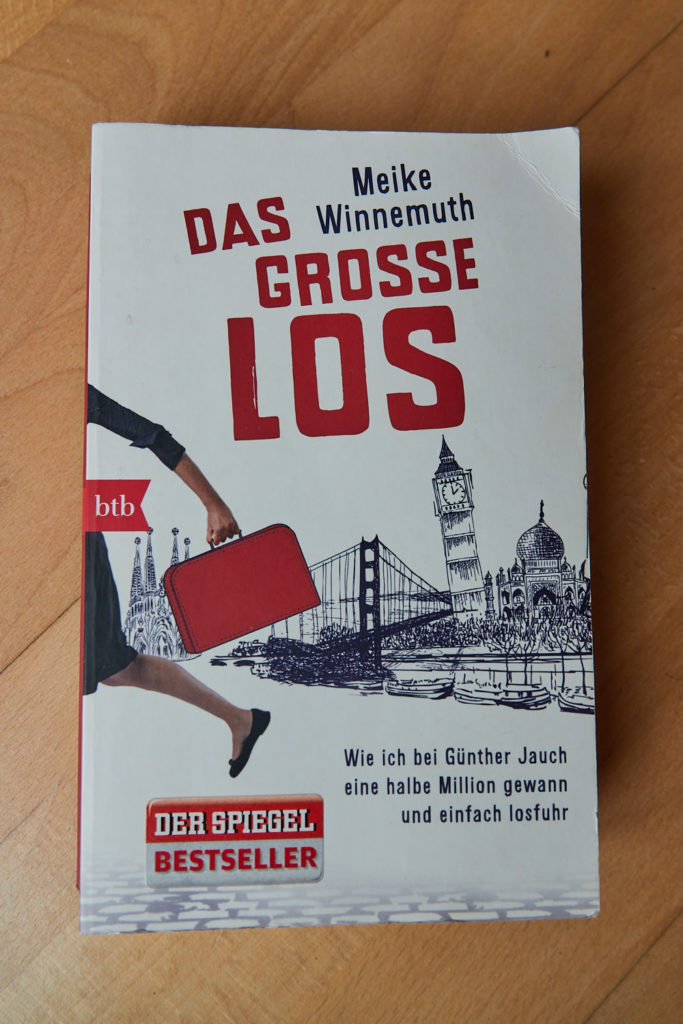 Meike
Winnemuth
DAS
GROSSE
LOS
btb
Wie ich bei Günther Jauch
eine halbe Million gewann
und einfach losfuhr
DER SPIEGEL
BESTSELLER